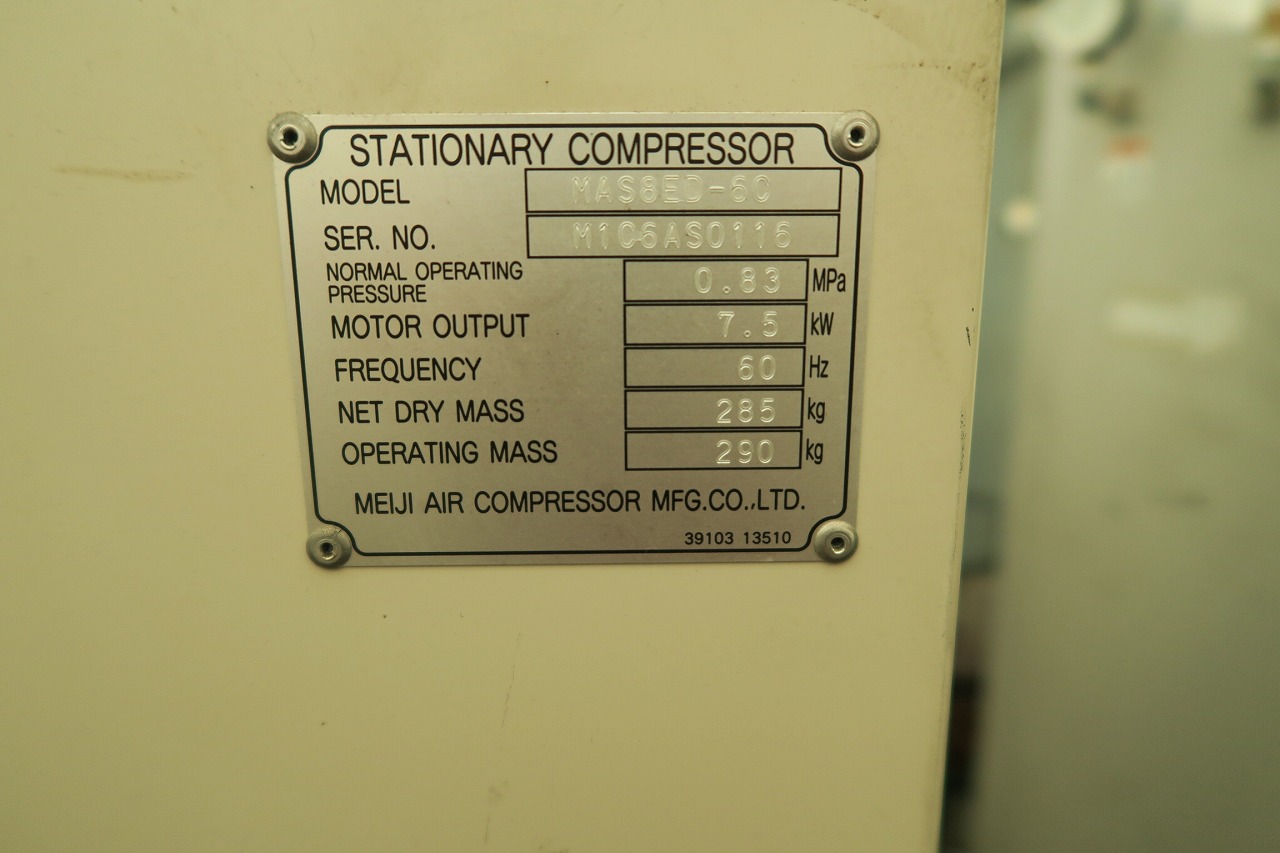 STATIONARY COMPRESSOR
MODEL MAS8ED-60
SER. NO. M1C6AS0116
NORMAL OPERATING
PRESSURE 0.83 MPa
MOTOR OUTPUT 7.5 kW
FREQUENCY 60 Hz
NET DRY MASS 285 kg
OPERATING MASS 290 kg
MEIJI AIR COMPRESSOR MFG.CO.,LTD.
39103 13510